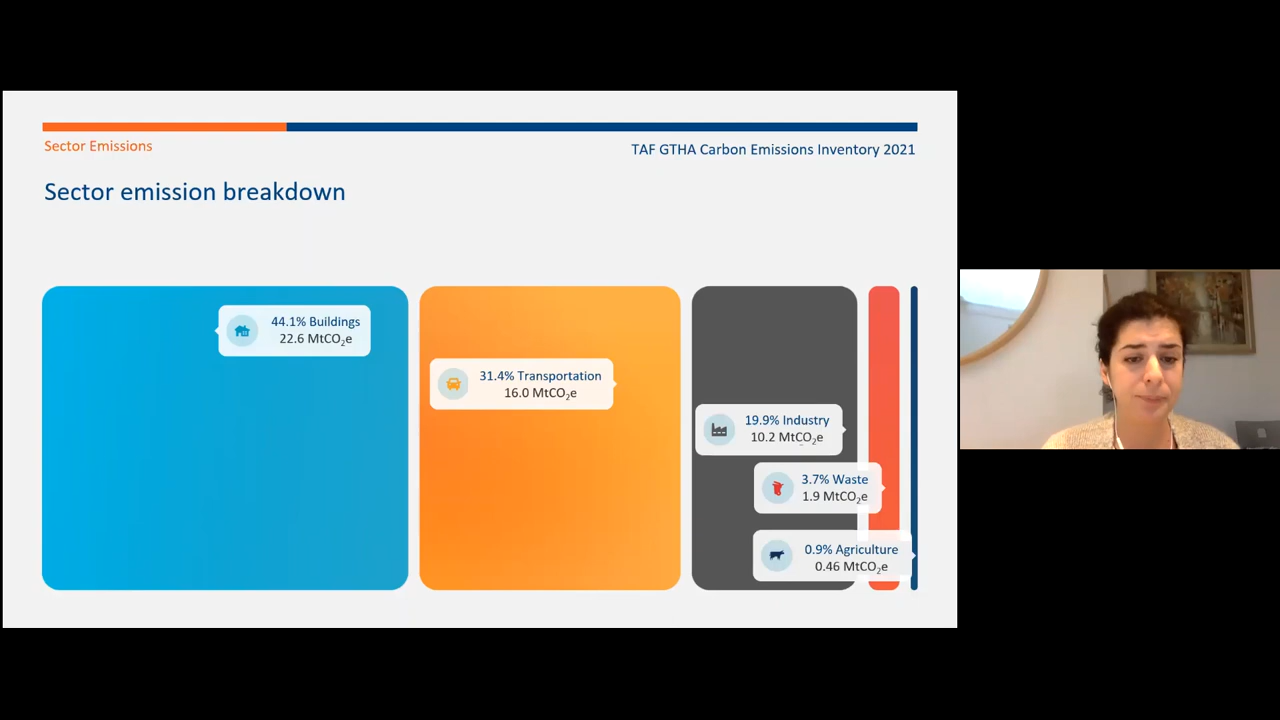 Sector Emissions
TAF GTHA Carbon Emissions Inventory 2021
Sector emission breakdown
44.1% Buildings
22.6 MtCO₂e
31.4% Transportation
16.0 MtCO₂e
19.9% Industry
10.2 MtCO₂e
3.7% Waste
1.9 MtCO₂e
0.9% Agriculture
0.46 MtCO₂e